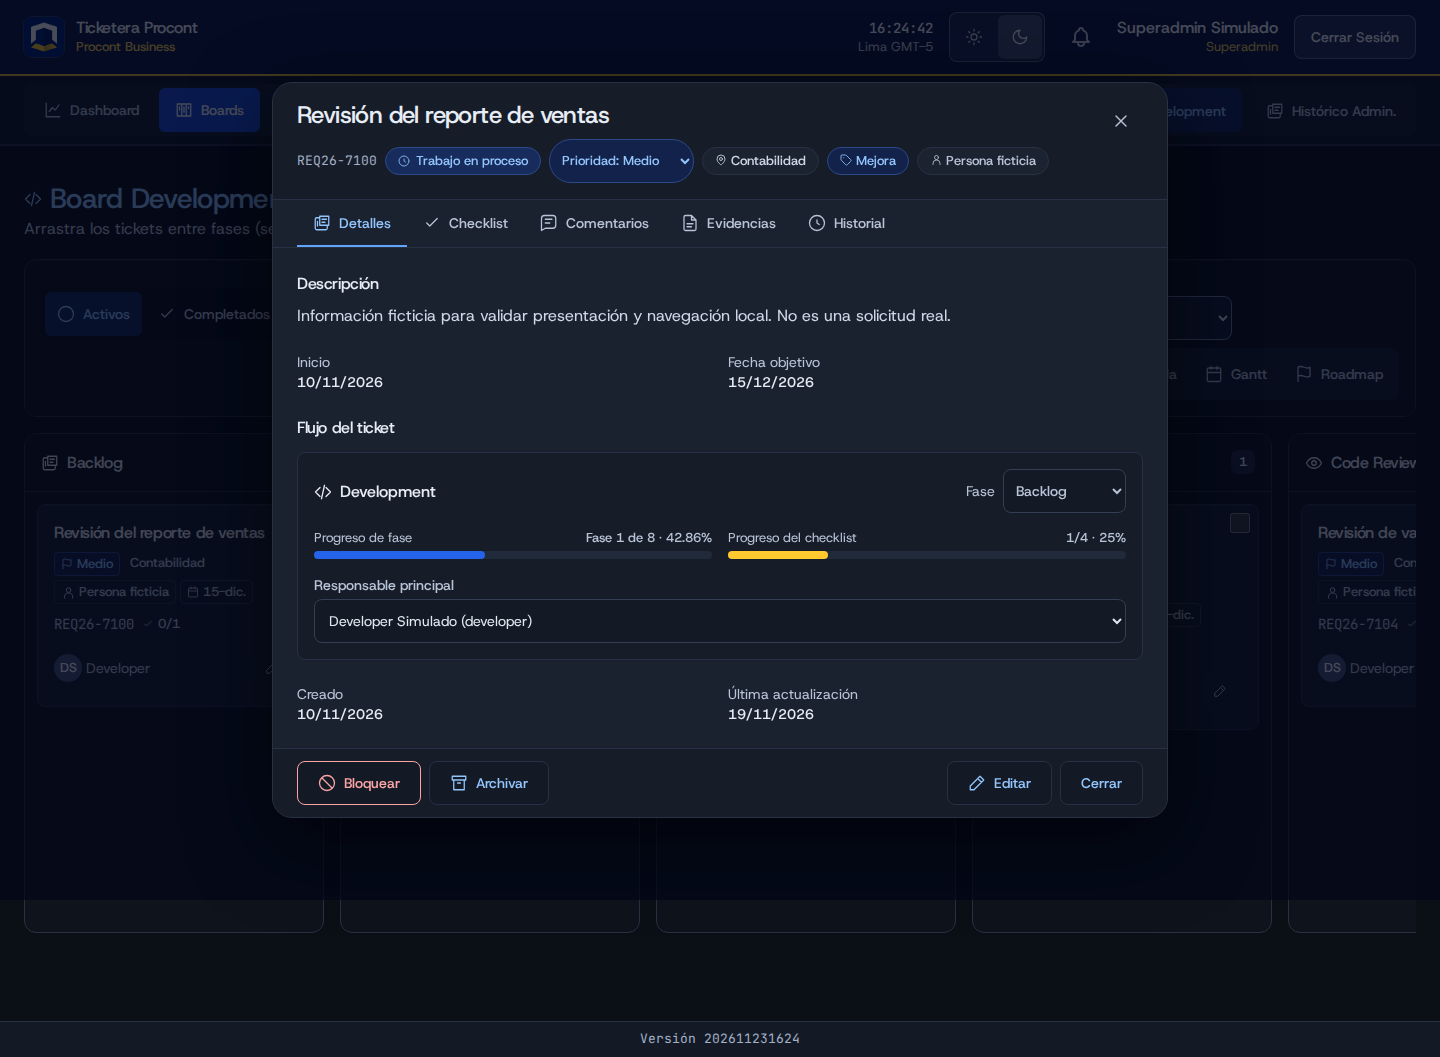 Ticketera Procont
Procont Business
16:24:42
Lima GMT-5
Superadmin Simulado
Superadmin
Cerrar Sesión
Dashboard
Boards
Histórico Admin.
Board
Arrastra los tickets entre fases
Activos
Completados
Gantt
Roadmap
Backlog
1
Code Review
Revisión del reporte de ventas
Medio
Contabilidad
Persona ficticia
15-dic.
REQ26-7100
0/1
DS
Developer
Revisión de
Medio
Persona
REQ26-7104
DS
Developer
Revisión del reporte de ventas
REQ26-7100
Trabajo en proceso
Prioridad: Medio
Contabilidad
Mejora
Persona ficticia
Detalles
Checklist
Comentarios
Evidencias
Historial
Descripción
Información ficticia para validar presentación y navegación local. No es una solicitud real.
Inicio
10/11/2026
Fecha objetivo
15/12/2026
Flujo del ticket
Development
Fase
Backlog
Progreso de fase
Fase 1 de 8 · 42.86%
Progreso del checklist
1/4 · 25%
Responsable principal
Developer Simulado (developer)
Creado
10/11/2026
Última actualización
19/11/2026
Bloquear
Archivar
Editar
Cerrar
Versión 202611231624